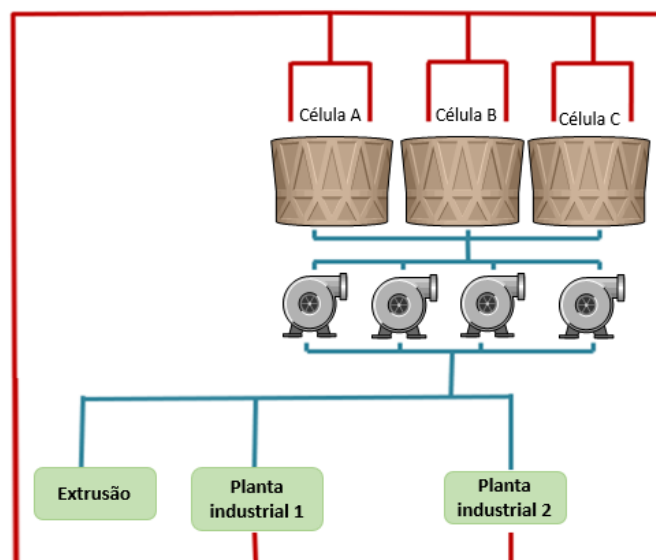 Célula A
Célula B
Célula C
Extrusão
Planta
industrial 1
Planta
industrial 2